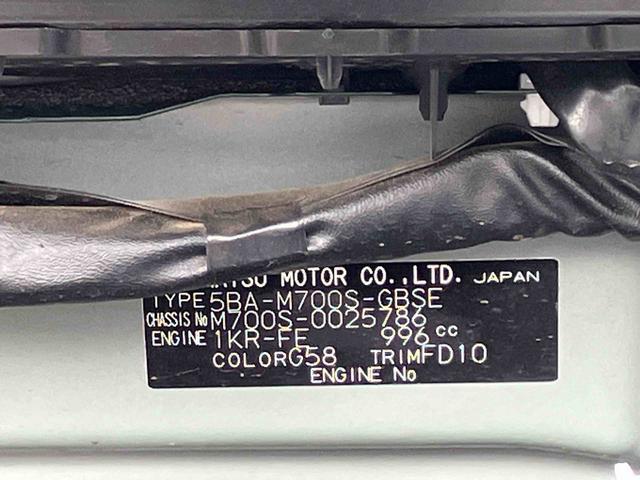 MOTOR CO.,LTD. JAPAN
TYPE 5BA-M700S-GBSE
CHASSIS No M700S-0025786
ENGINE 1KR-FE 996 cc
COLOR G58 TRIM FD10
ENGINE No